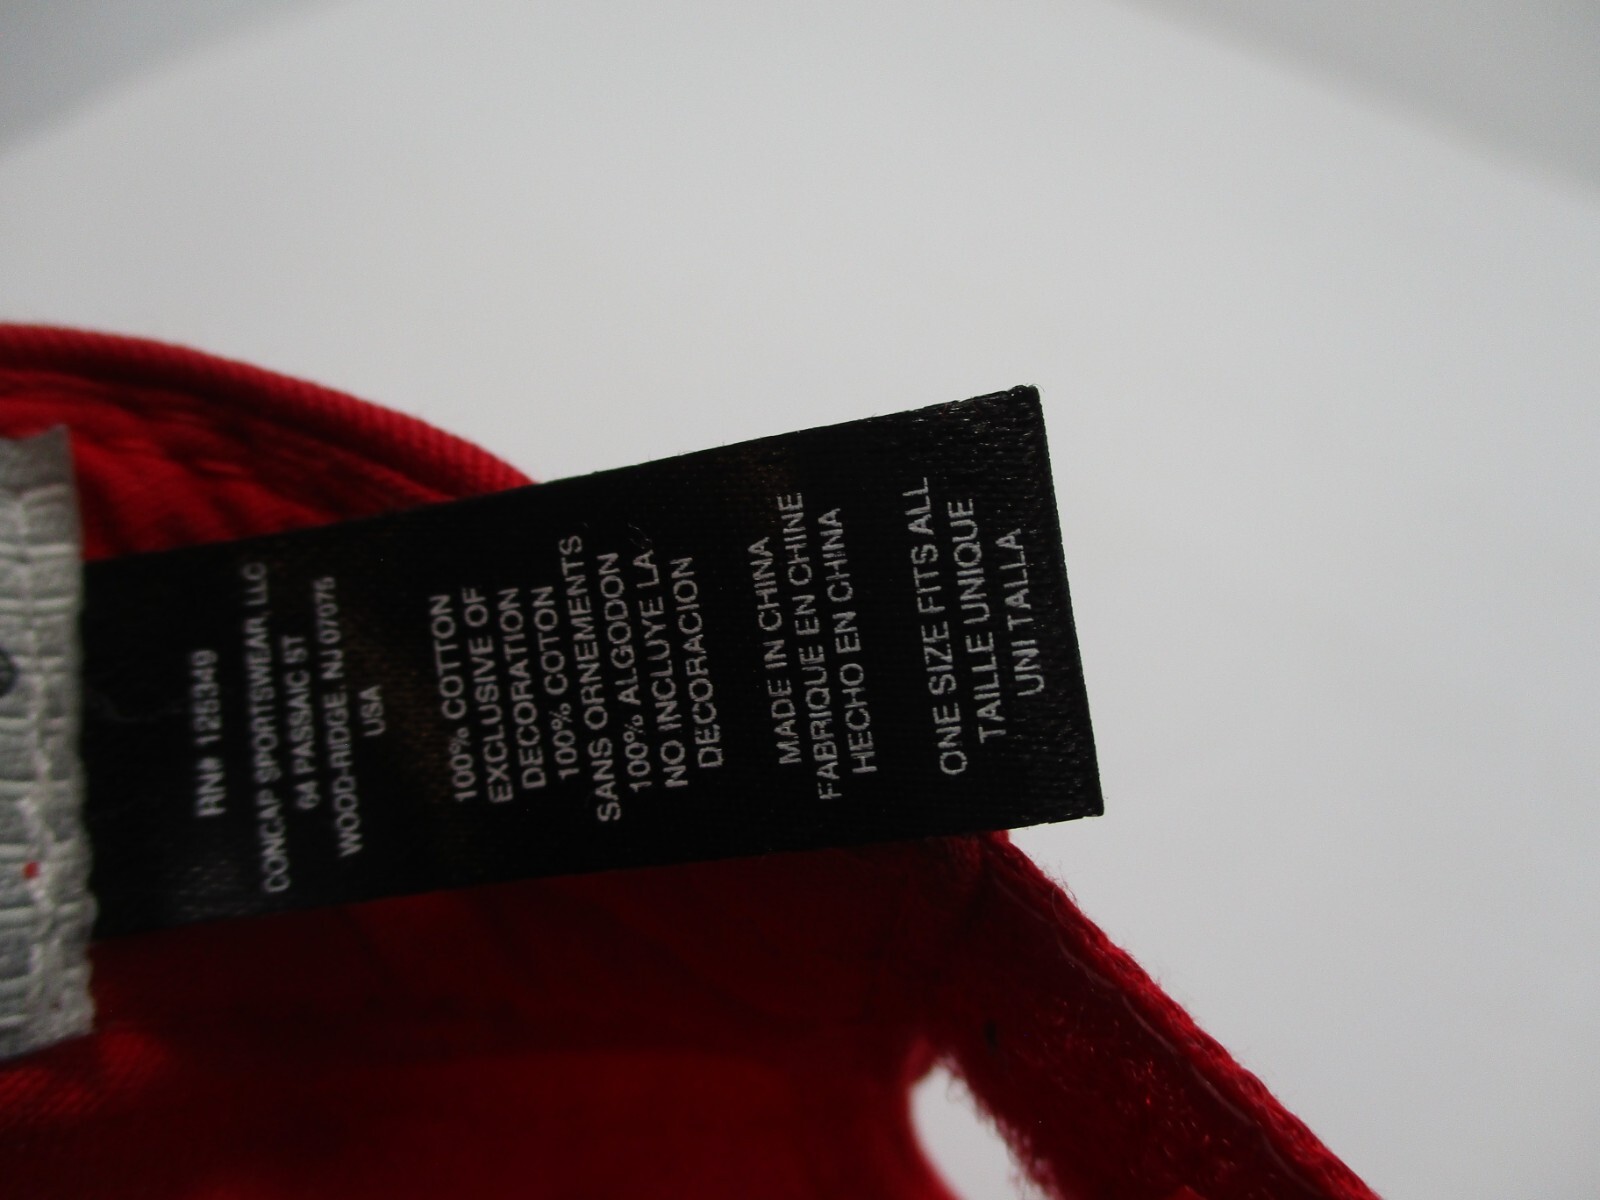 RN# 125349
CONCAP SPORTSWEAR, LLC
64 PASSAIC ST
WOOD-RIDGE, NJ 07075
USA
100% COTTON
EXCLUSIVE OF
DECORATION
100% COTON
SANS ORNEMENTS
100% ALGODON
NO INCLUYE LA
DECORACION
MADE IN CHINA
FABRIQUE EN CHINE
HECHO EN CHINA
ONE SIZE FITS ALL
TAILLE UNIQUE
UNI TALLA